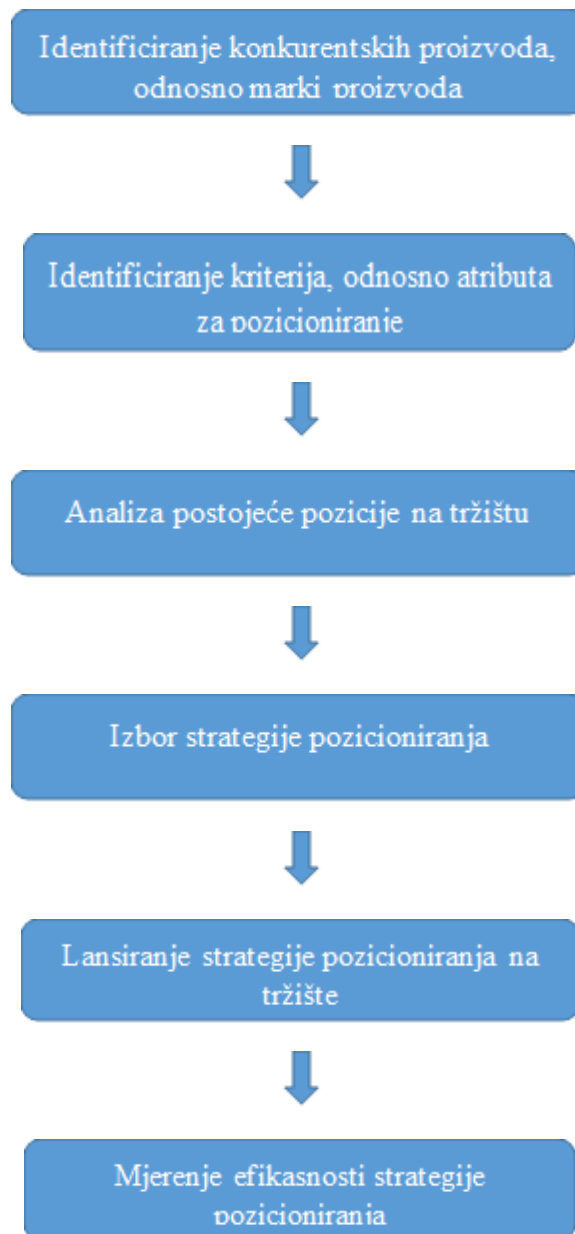 Identificiranje konkurentskih proizvoda,
odnosno marki proizvoda
Identificiranje kriterija, odnosno atributa
za pozicioniranje
Analiza postojeće pozicije na tržištu
Izbor strategije pozicioniranja
Lansiranje strategije pozicioniranja na
tržište
Mjerenje efikasnosti strategije
pozicioniranja